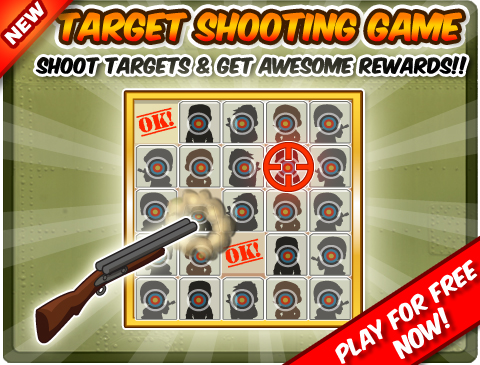 NEW
TARGET SHOOTING GAME
SHOOT TARGETS & GET AWESOME REWARDS!!
OK!
OK!
PLAY FOR FREE
NOW!